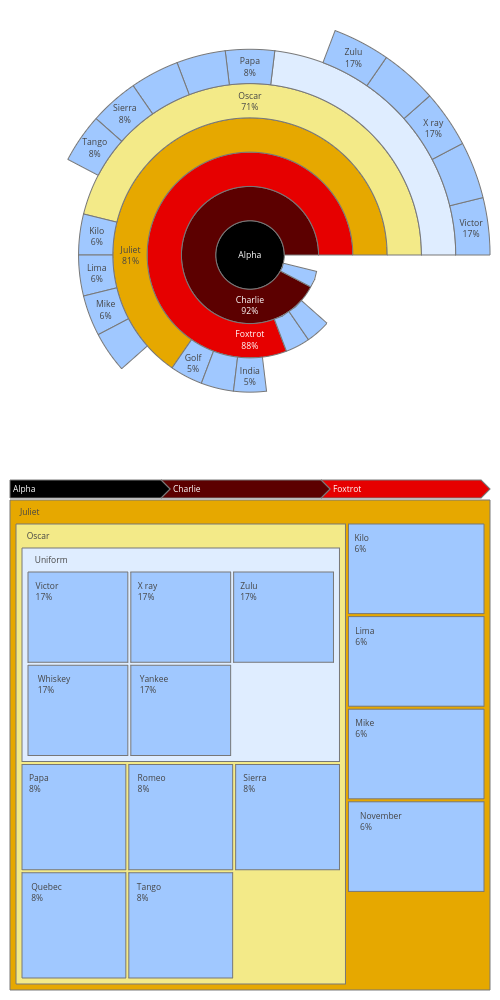 Zulu
17%
Papa
8%
Oscar
71%
Sierra
8%
X ray
17%
Tango
8%
Victor
17%
Kilo
6%
Juliet
81%
Alpha
Lima
6%
Charlie
92%
Mike
6%
Foxtrot
88%
Golf
5%
India
5%
Alpha
Charlie
Foxtrot
Juliet
Oscar
Uniform
Victor
17%
X ray
17%
Zulu
17%
Whiskey
17%
Yankee
17%
Papa
8%
Romeo
8%
Sierra
8%
Quebec
8%
Tango
8%
Kilo
6%
Lima
6%
Mike
6%
November
6%